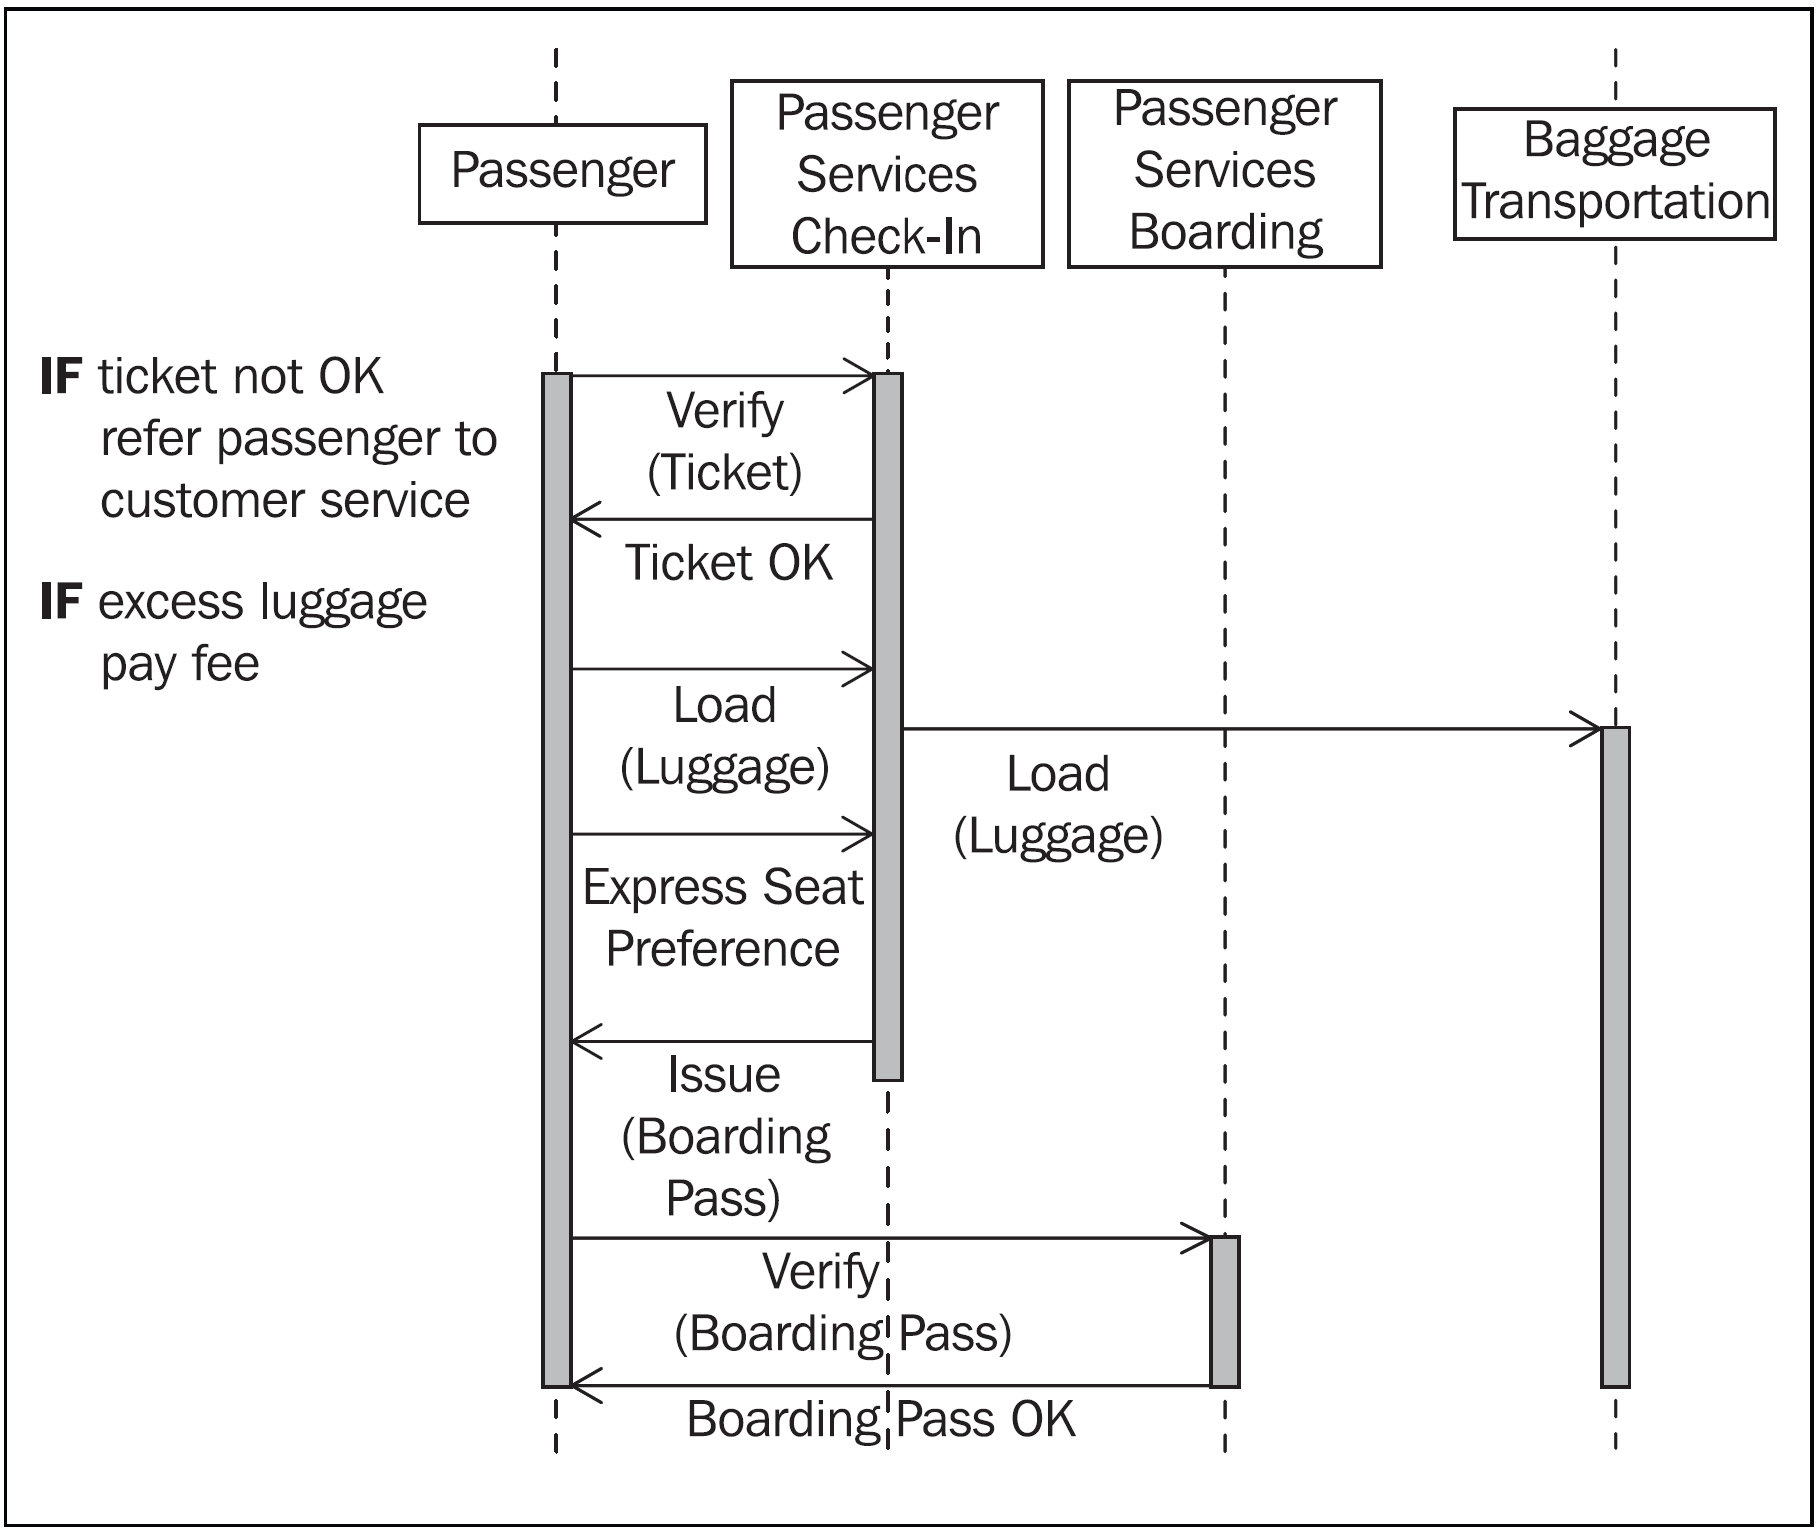 Passenger
Passenger
Services
Check-In
Passenger
Services
Boarding
Baggage
Transportation
IF ticket not OK
refer passenger to
customer service
IF excess luggage
pay fee
Verify
(Ticket)
Ticket OK
Load
(Luggage)
Load
(Luggage)
Express Seat
Preference
Issue
(Boarding
Pass)
Verify
(Boarding Pass)
Boarding Pass OK